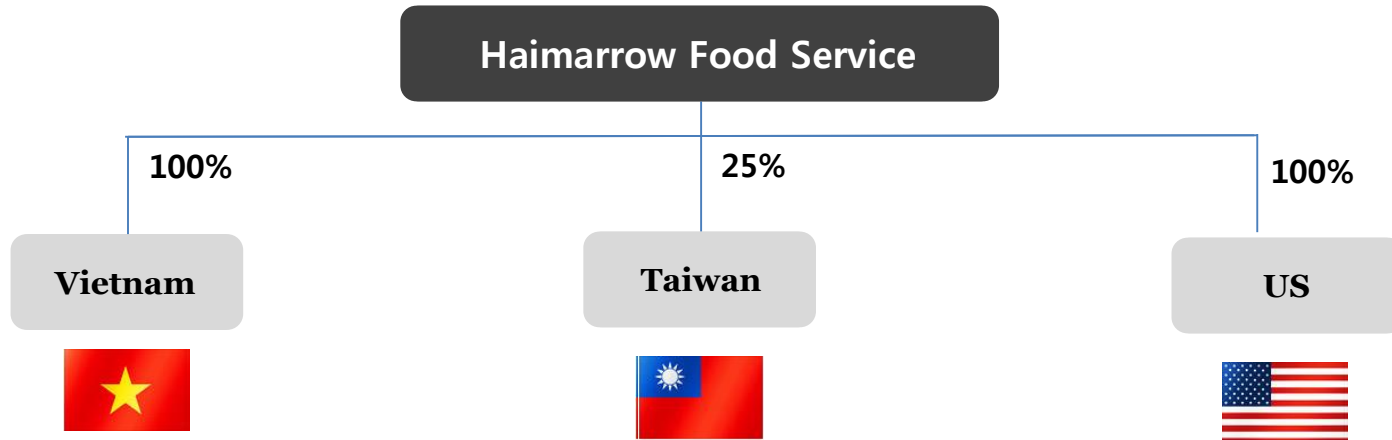 Haimarrow Food Service
100%
25%
100%
Vietnam
Taiwan
US